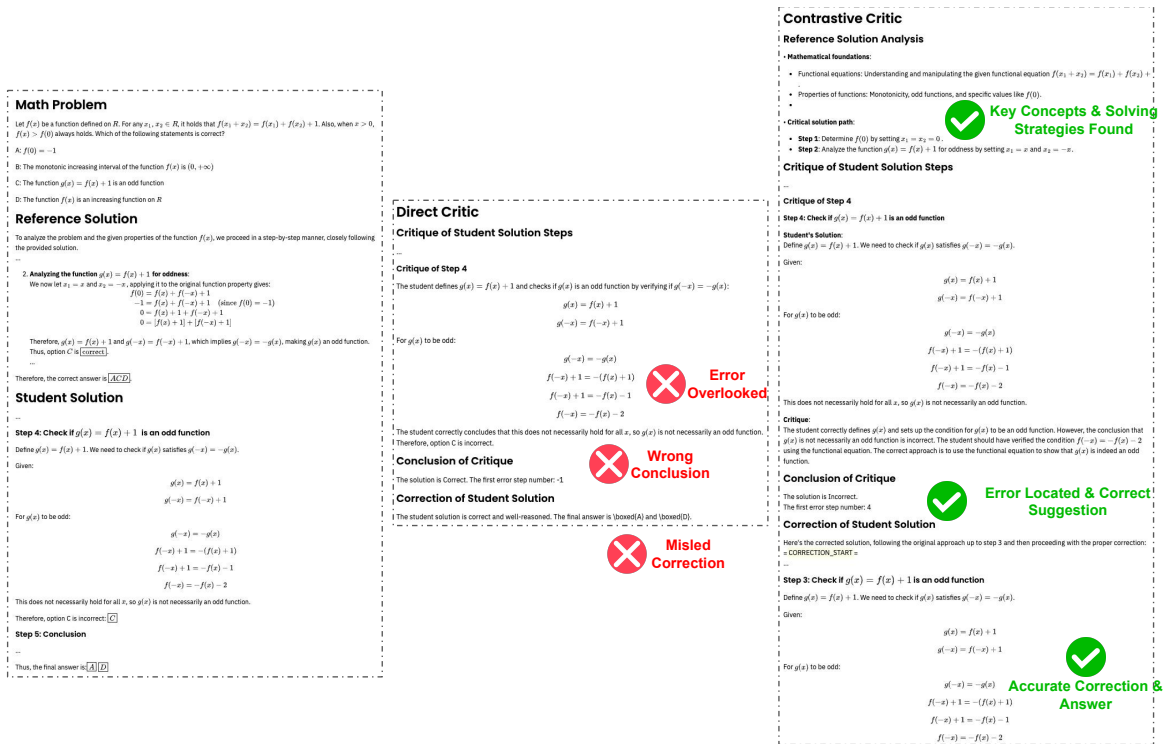 Math Problem
Let f(x) be a function defined on R. For any x₁, x₂ ∈ R, it holds that f(x₁ + x₂) = f(x₁) + f(x₂) + 1. Also, when x > 0,
f(x) > f(0) always holds. Which of the following statements is correct?
A: f(0) = −1
B: The monotonic increasing interval of the function f(x) is (0, +∞)
C: The function g(x) = f(x) + 1 is an odd function
D: The function f(x) is an increasing function on R
Reference Solution
To analyze the problem and the given properties of the function f(x), we proceed in a step-by-step manner, closely following
the provided solution.
...
2. Analyzing the function g(x) = f(x) + 1 for oddness:
We now let x₁ = x and x₂ = −x, applying it to the original function property gives:
f(0) = f(x) + f(−x) + 1
−1 = f(x) + f(−x) + 1 (since f(0) = −1)
0 = f(x) + 1 + f(−x) + 1
0 = [f(x) + 1] + [f(−x) + 1]
Therefore, g(x) = f(x) + 1 and g(−x) = f(−x) + 1, which implies g(−x) = −g(x), making g(x) an odd function.
Thus, option C is correct.
...
Therefore, the correct answer is ACD.
Student Solution
...
Step 4: Check if g(x) = f(x) + 1 is an odd function
Define g(x) = f(x) + 1. We need to check if g(x) satisfies g(−x) = −g(x).
Given:
g(x) = f(x) + 1
g(−x) = f(−x) + 1
For g(x) to be odd:
g(−x) = −g(x)
f(−x) + 1 = −(f(x) + 1)
f(−x) + 1 = −f(x) − 1
f(−x) = −f(x) − 2
This does not necessarily hold for all x, so g(x) is not necessarily an odd function.
Therefore, option C is incorrect: C
Step 5: Conclusion
...
Thus, the final answer is: A D
Direct Critic
Critique of Student Solution Steps
...
Critique of Step 4
The student defines g(x) = f(x) + 1 and checks if g(x) is an odd function by verifying if g(−x) = −g(x):
g(x) = f(x) + 1
g(−x) = f(−x) + 1
For g(x) to be odd:
g(−x) = −g(x)
f(−x) + 1 = −(f(x) + 1)
f(−x) + 1 = −f(x) − 1
f(−x) = −f(x) − 2
Error
Overlooked
The student correctly concludes that this does not necessarily hold for all x, so g(x) is not necessarily an odd function.
Therefore, option C is incorrect.
Conclusion of Critique
The solution is Correct. The first error step number: -1
Wrong
Conclusion
Correction of Student Solution
The student solution is correct and well-reasoned. The final answer is \boxed{A} and \boxed{D}.
Misled
Correction
Contrastive Critic
Reference Solution Analysis
• Mathematical foundations:
• Functional equations: Understanding and manipulating the given functional equation f(x₁ + x₂) = f(x₁) + f(x₂) +
.
• Properties of functions: Monotonicity, odd functions, and specific values like f(0).
•
Key Concepts & Solving
Strategies Found
• Critical solution path:
• Step 1: Determine f(0) by setting x₁ = x₂ = 0 .
• Step 2: Analyze the function g(x) = f(x) + 1 for oddness by setting x₁ = x and x₂ = −x.
Critique of Student Solution Steps
...
Critique of Step 4
Step 4: Check if g(x) = f(x) + 1 is an odd function
Student's Solution:
Define g(x) = f(x) + 1. We need to check if g(x) satisfies g(−x) = −g(x).
Given:
g(x) = f(x) + 1
g(−x) = f(−x) + 1
For g(x) to be odd:
g(−x) = −g(x)
f(−x) + 1 = −(f(x) + 1)
f(−x) + 1 = −f(x) − 1
f(−x) = −f(x) − 2
This does not necessarily hold for all x, so g(x) is not necessarily an odd function.
Critique:
The student correctly defines g(x) and sets up the condition for g(x) to be an odd function. However, the conclusion that
g(x) is not necessarily an odd function is incorrect. The student should have verified the condition f(−x) = −f(x) − 2
using the functional equation. The correct approach is to use the functional equation to show that g(x) is indeed an odd
function.
Conclusion of Critique
The solution is Incorrect.
The first error step number: 4
Error Located & Correct
Suggestion
Correction of Student Solution
Here's the corrected solution, following the original approach up to step 3 and then proceeding with the proper correction:
= CORRECTION_START =
...
Step 3: Check if g(x) = f(x) + 1 is an odd function
Define g(x) = f(x) + 1. We need to check if g(x) satisfies g(−x) = −g(x).
Given:
g(x) = f(x) + 1
g(−x) = f(−x) + 1
For g(x) to be odd:
g(−x) = −g(x)
f(−x) + 1 = −(f(x) + 1)
f(−x) + 1 = −f(x) − 1
f(−x) = −f(x) − 2
Accurate Correction &
Answer